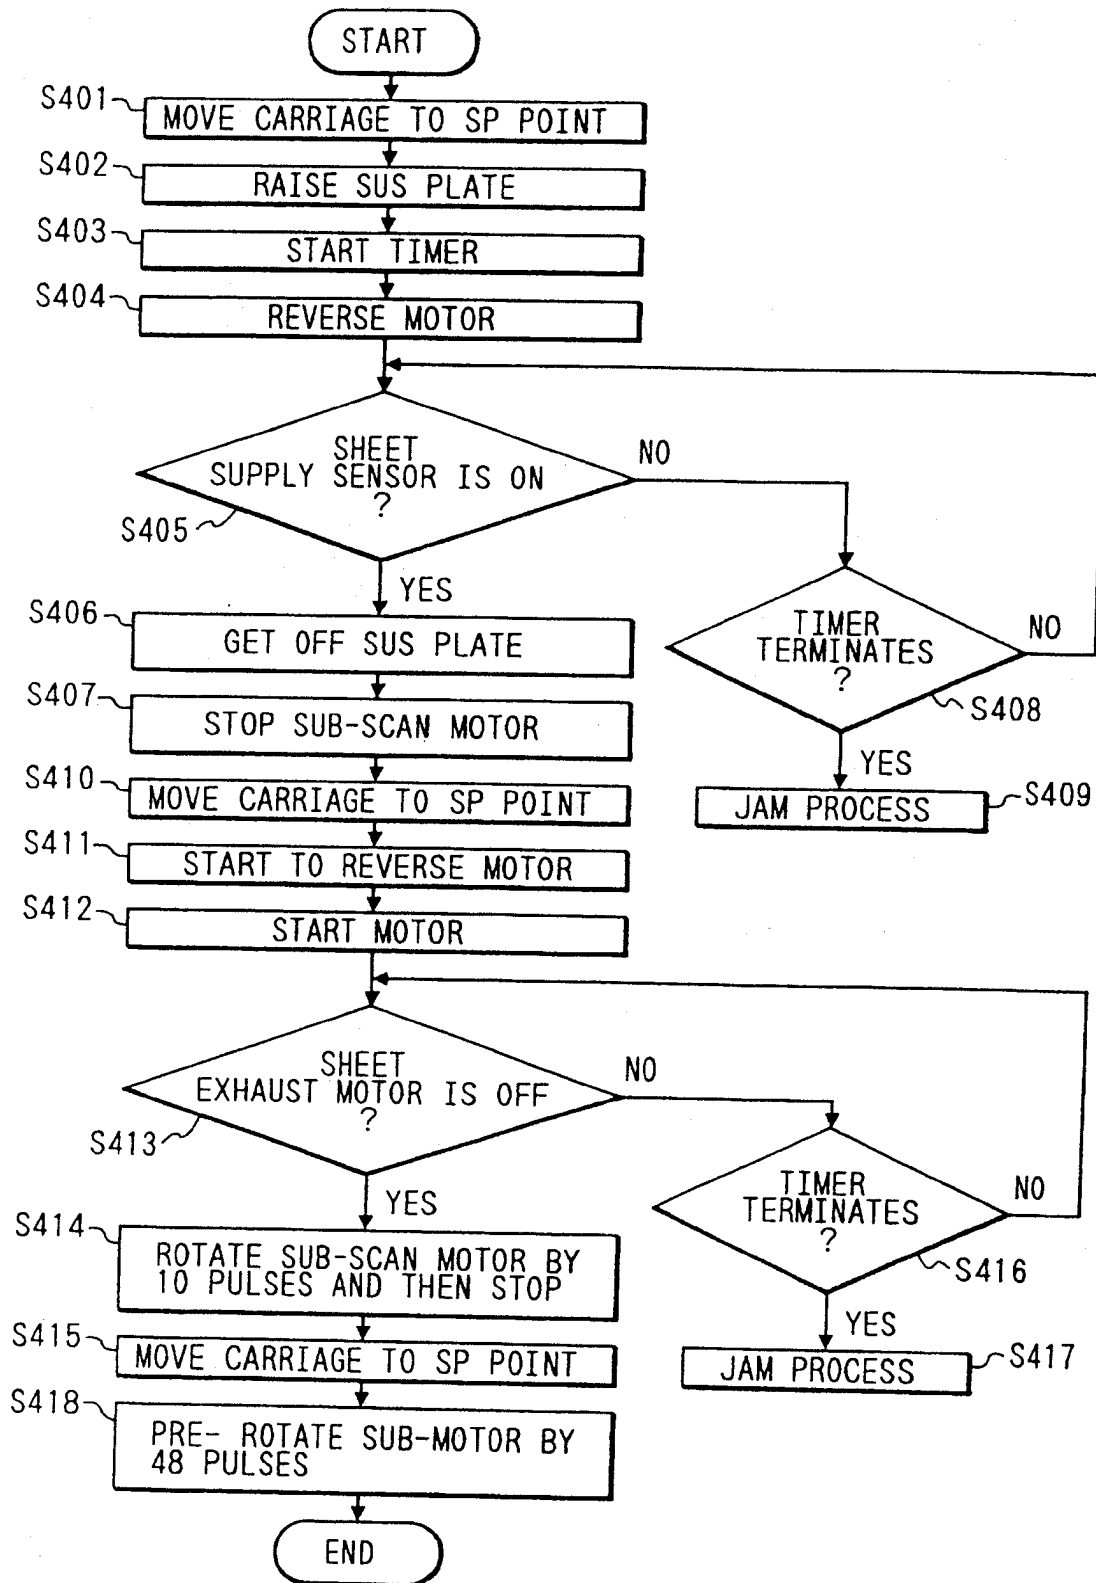 START
S401
MOVE CARRIAGE TO SP POINT
S402
RAISE SUS PLATE
S403
START TIMER
S404
REVERSE MOTOR
SHEET
SUPPLY SENSOR IS ON
?
NO
S405
YES
TIMER
TERMINATES
?
NO
S408
YES
JAM PROCESS
S409
S406
GET OFF SUS PLATE
S407
STOP SUB-SCAN MOTOR
S410
MOVE CARRIAGE TO SP POINT
S411
START TO REVERSE MOTOR
S412
START MOTOR
SHEET
EXHAUST MOTOR IS OFF
?
NO
S413
YES
TIMER
TERMINATES
?
NO
S416
YES
JAM PROCESS
S417
S414
ROTATE SUB-SCAN MOTOR BY
10 PULSES AND THEN STOP
S415
MOVE CARRIAGE TO SP POINT
S418
PRE- ROTATE SUB-MOTOR BY
48 PULSES
END